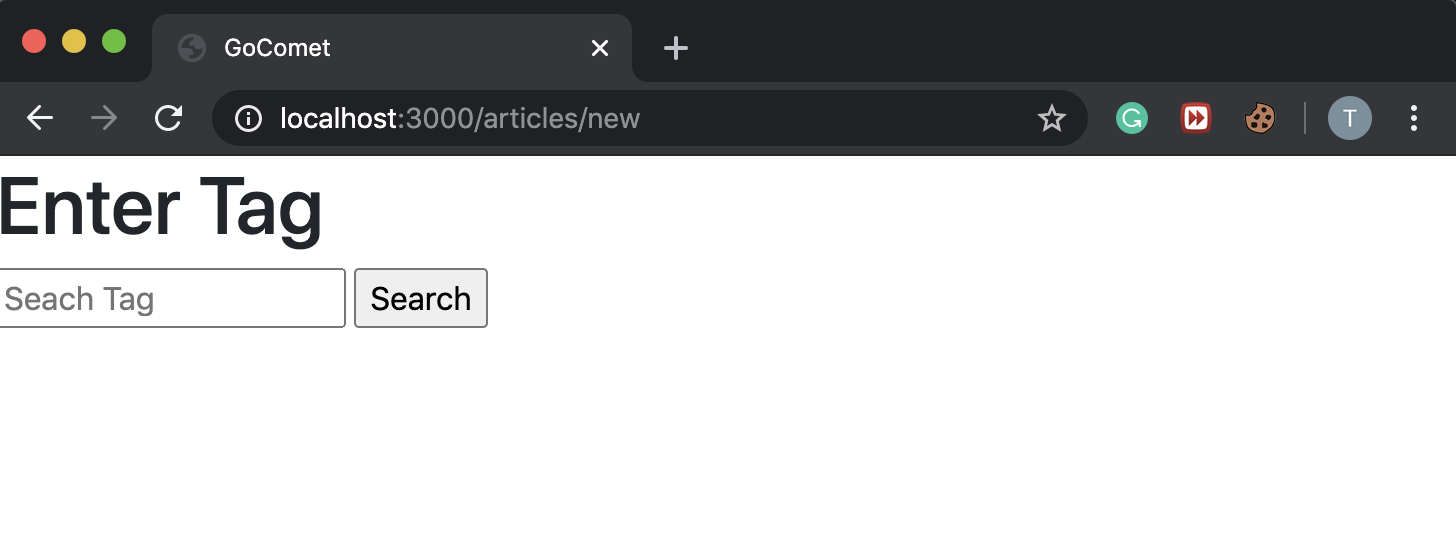 GoComet
localhost:3000/articles/new
T
Enter Tag
Seach Tag
Search